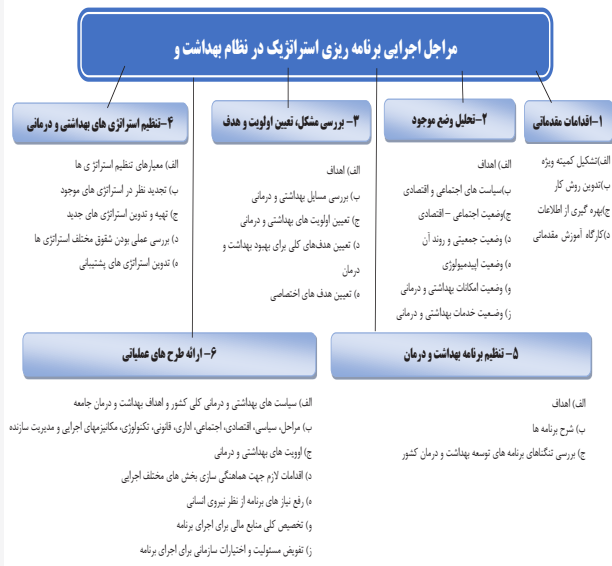 مراحل اجرایی برنامه ریزی استراتژیک در نظام بهداشت و
۱-اقدامات مقدماتی
الف)تشکیل کمیته ویژه
ب)تدوین روش کار
ج)بهره گیری از اطلاعات
د)کارگاه آموزش مقدماتی
۲-تحلیل وضع موجود
الف) اهداف
ب)سیاست های اجتماعی و اقتصادی
ج)وضعیت اجتماعی – اقتصادی
د) وضعیت جمعیتی و روند آن
ه) وضعیت اپیدمیولوژی
و) وضعیت امکانات بهداشتی و درمانی
ز) وضعیت خدمات بهداشتی و درمانی
۳- بررسی مشکل، تعیین اولویت و هدف
الف) اهداف
ب) بررسی مسایل بهداشتی و درمانی
ج) تعیین اولویت های بهداشتی و درمانی
د) تعیین هدف‌های کلی برای بهبود بهداشت و
درمان
ه) تعیین هدف های اختصاصی
۴-تنظیم استراتژی های بهداشتی و درمانی
الف) معیارهای تنظیم استراتژ ی ها
ب) تجدید نظر در استراتژی های موجود
ج) تهیه و تدوین استراتژی های جدید
د) بررسی عملی بودن شقوق مختلف استراتژی ها
ه) تدوین استراتژی های پشتیبانی
۵- تنظیم برنامه بهداشت و درمان
الف) اهداف
ب) شرح برنامه ها
ج) بررسی تنگناهای برنامه های توسعه بهداشت و درمان کشور
۶- ارائه طرح های عملیاتی
الف) سیاست های بهداشتی و درمانی کلی کشور و اهداف بهداشت و درمان جامعه
ب) مراحل، سیاسی، اقتصادی، اجتماعی، اداری، قانونی، تکنولوژی، مکانیزمهای اجرایی و مدیریت سازنده
ج) اوویت های بهداشتی و درمانی
د) اقدامات لازم جهت هماهنگی سازی بخش های مختلف اجرایی
ه) رفع نیاز های برنامه از نظر نیروی انسانی
و) تخصیص کلی منابع مالی برای اجرای برنامه
ز) تفویض مسئولیت و اختیارات سازمانی برای اجرای برنامه